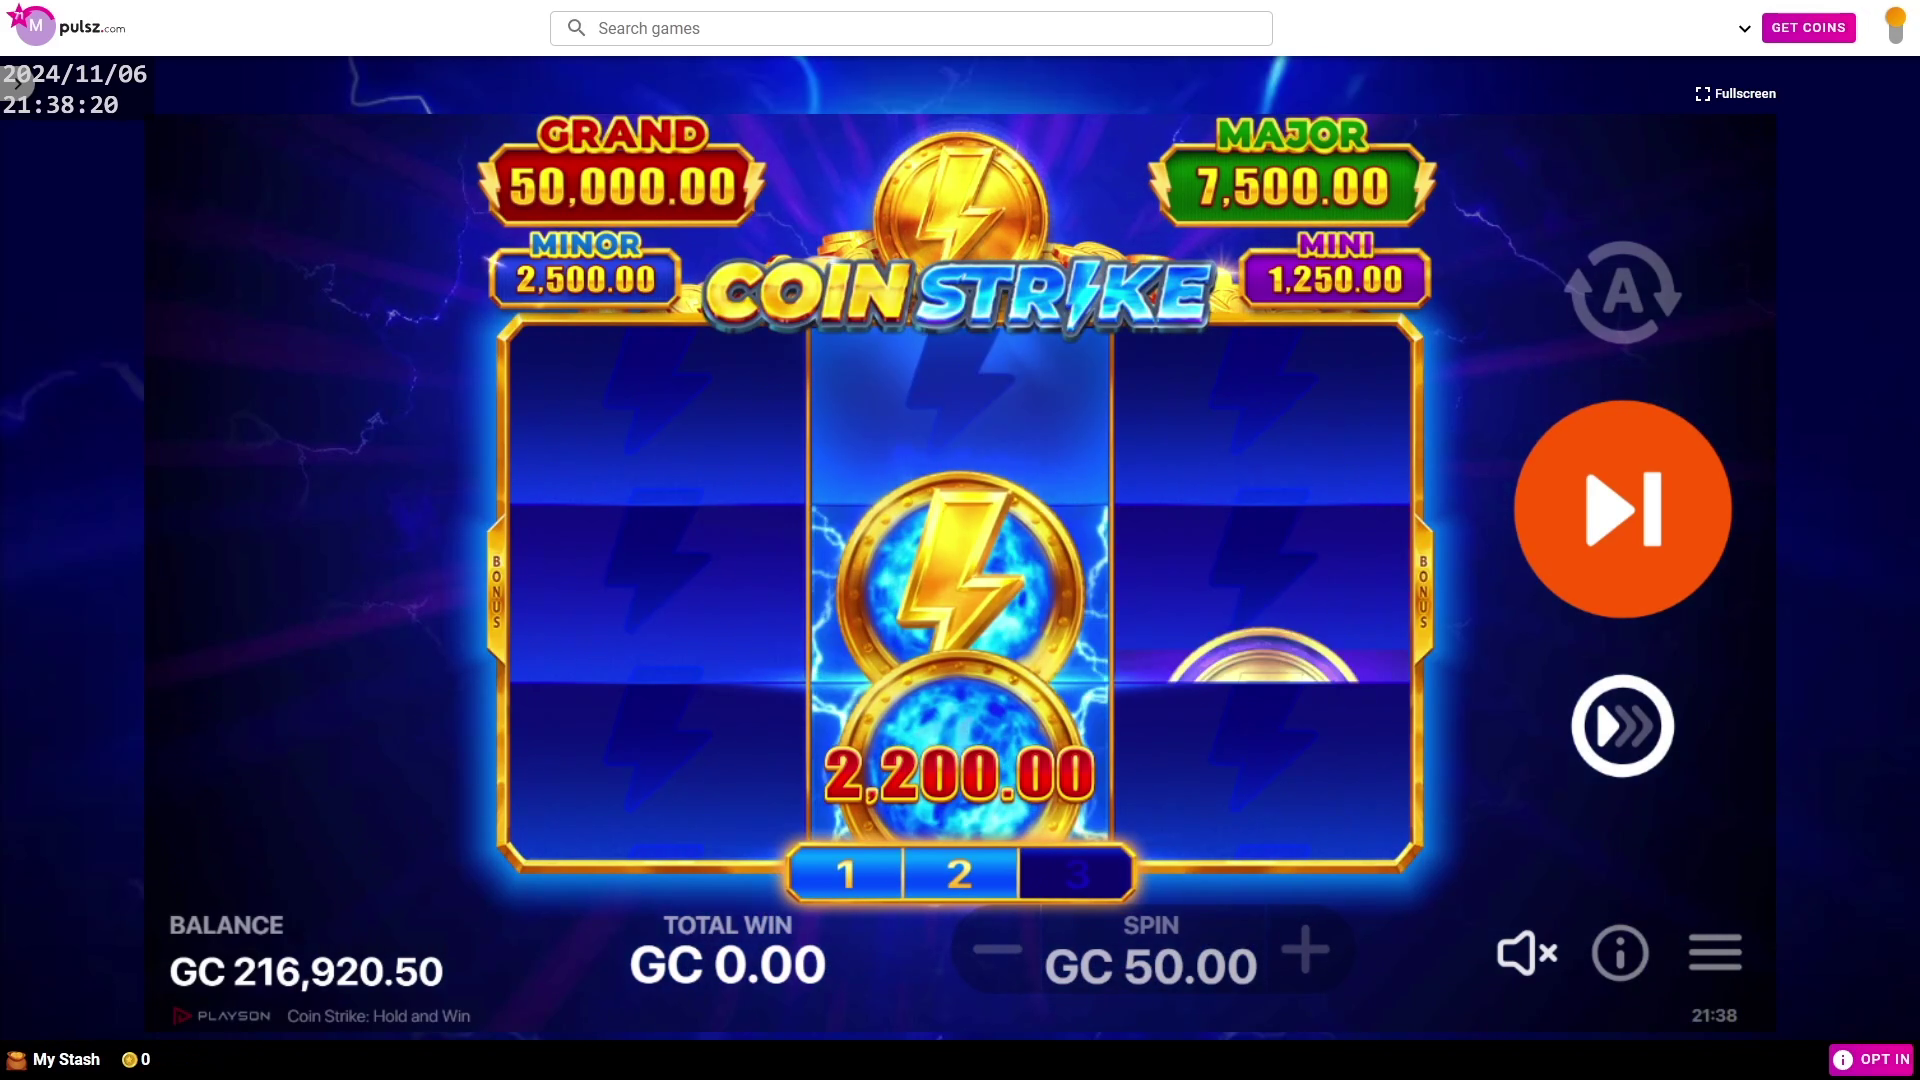 71
M
pulsz.com
Search games
GET COINS
2024/11/06
21:38:20
Fullscreen
GRAND
50,000.00
MAJOR
7,500.00
MINOR
2,500.00
MINI
1,250.00
COIN STRIKE
A
BONUS
BONUS
2,200.00
1 2 3
BALANCE
GC 216,920.50
TOTAL WIN
GC 0.00
SPIN
GC 50.00
PLAYSON Coin Strike: Hold and Win
21:38
My Stash 0
OPT IN